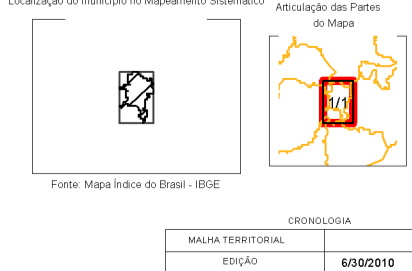 Localização do município no Mapeamento Sistemático
Articulação das Partes
do Mapa
1/1
Fonte: Mapa Índice do Brasil - IBGE
CRONOLOGIA
MALHA TERRITORIAL
EDIÇÃO 6/30/2010